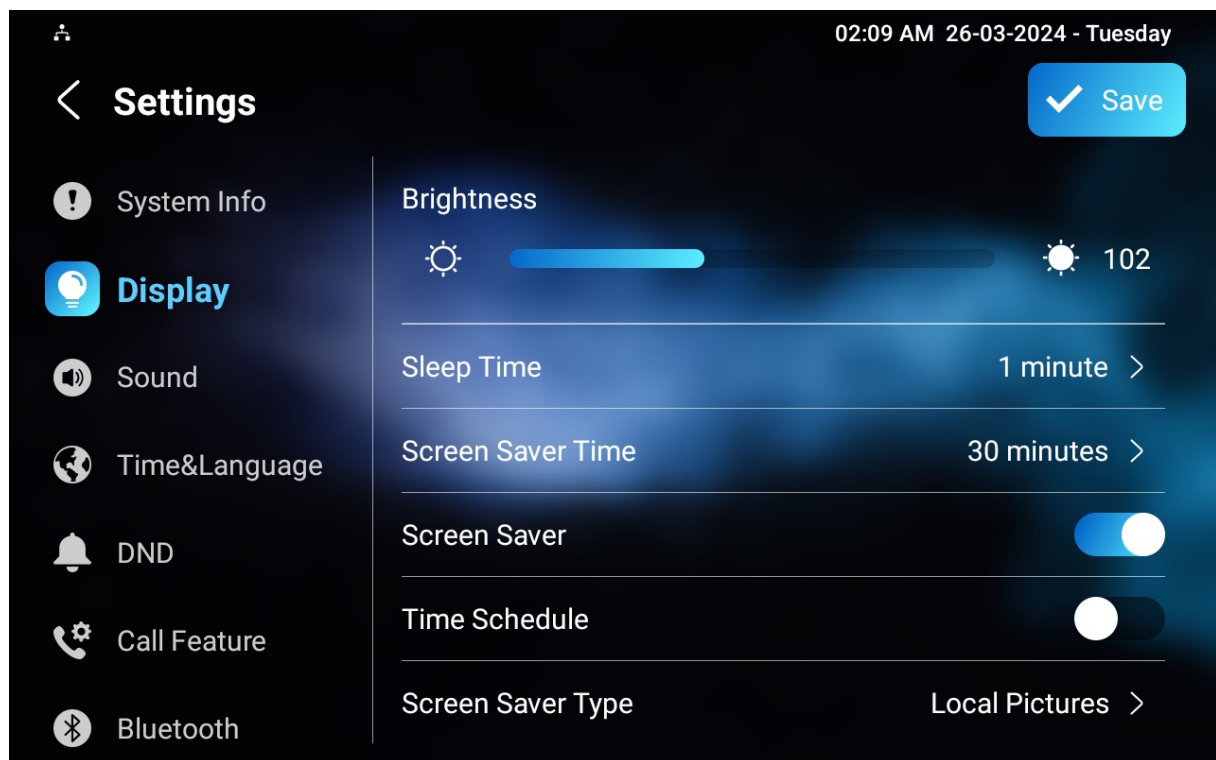 02:09 AM 26-03-2024 - Tuesday
Settings
Save
System Info
Display
Sound
Time&Language
DND
Call Feature
Bluetooth
Brightness
102
Sleep Time 1 minute
Screen Saver Time 30 minutes
Screen Saver
Time Schedule
Screen Saver Type Local Pictures